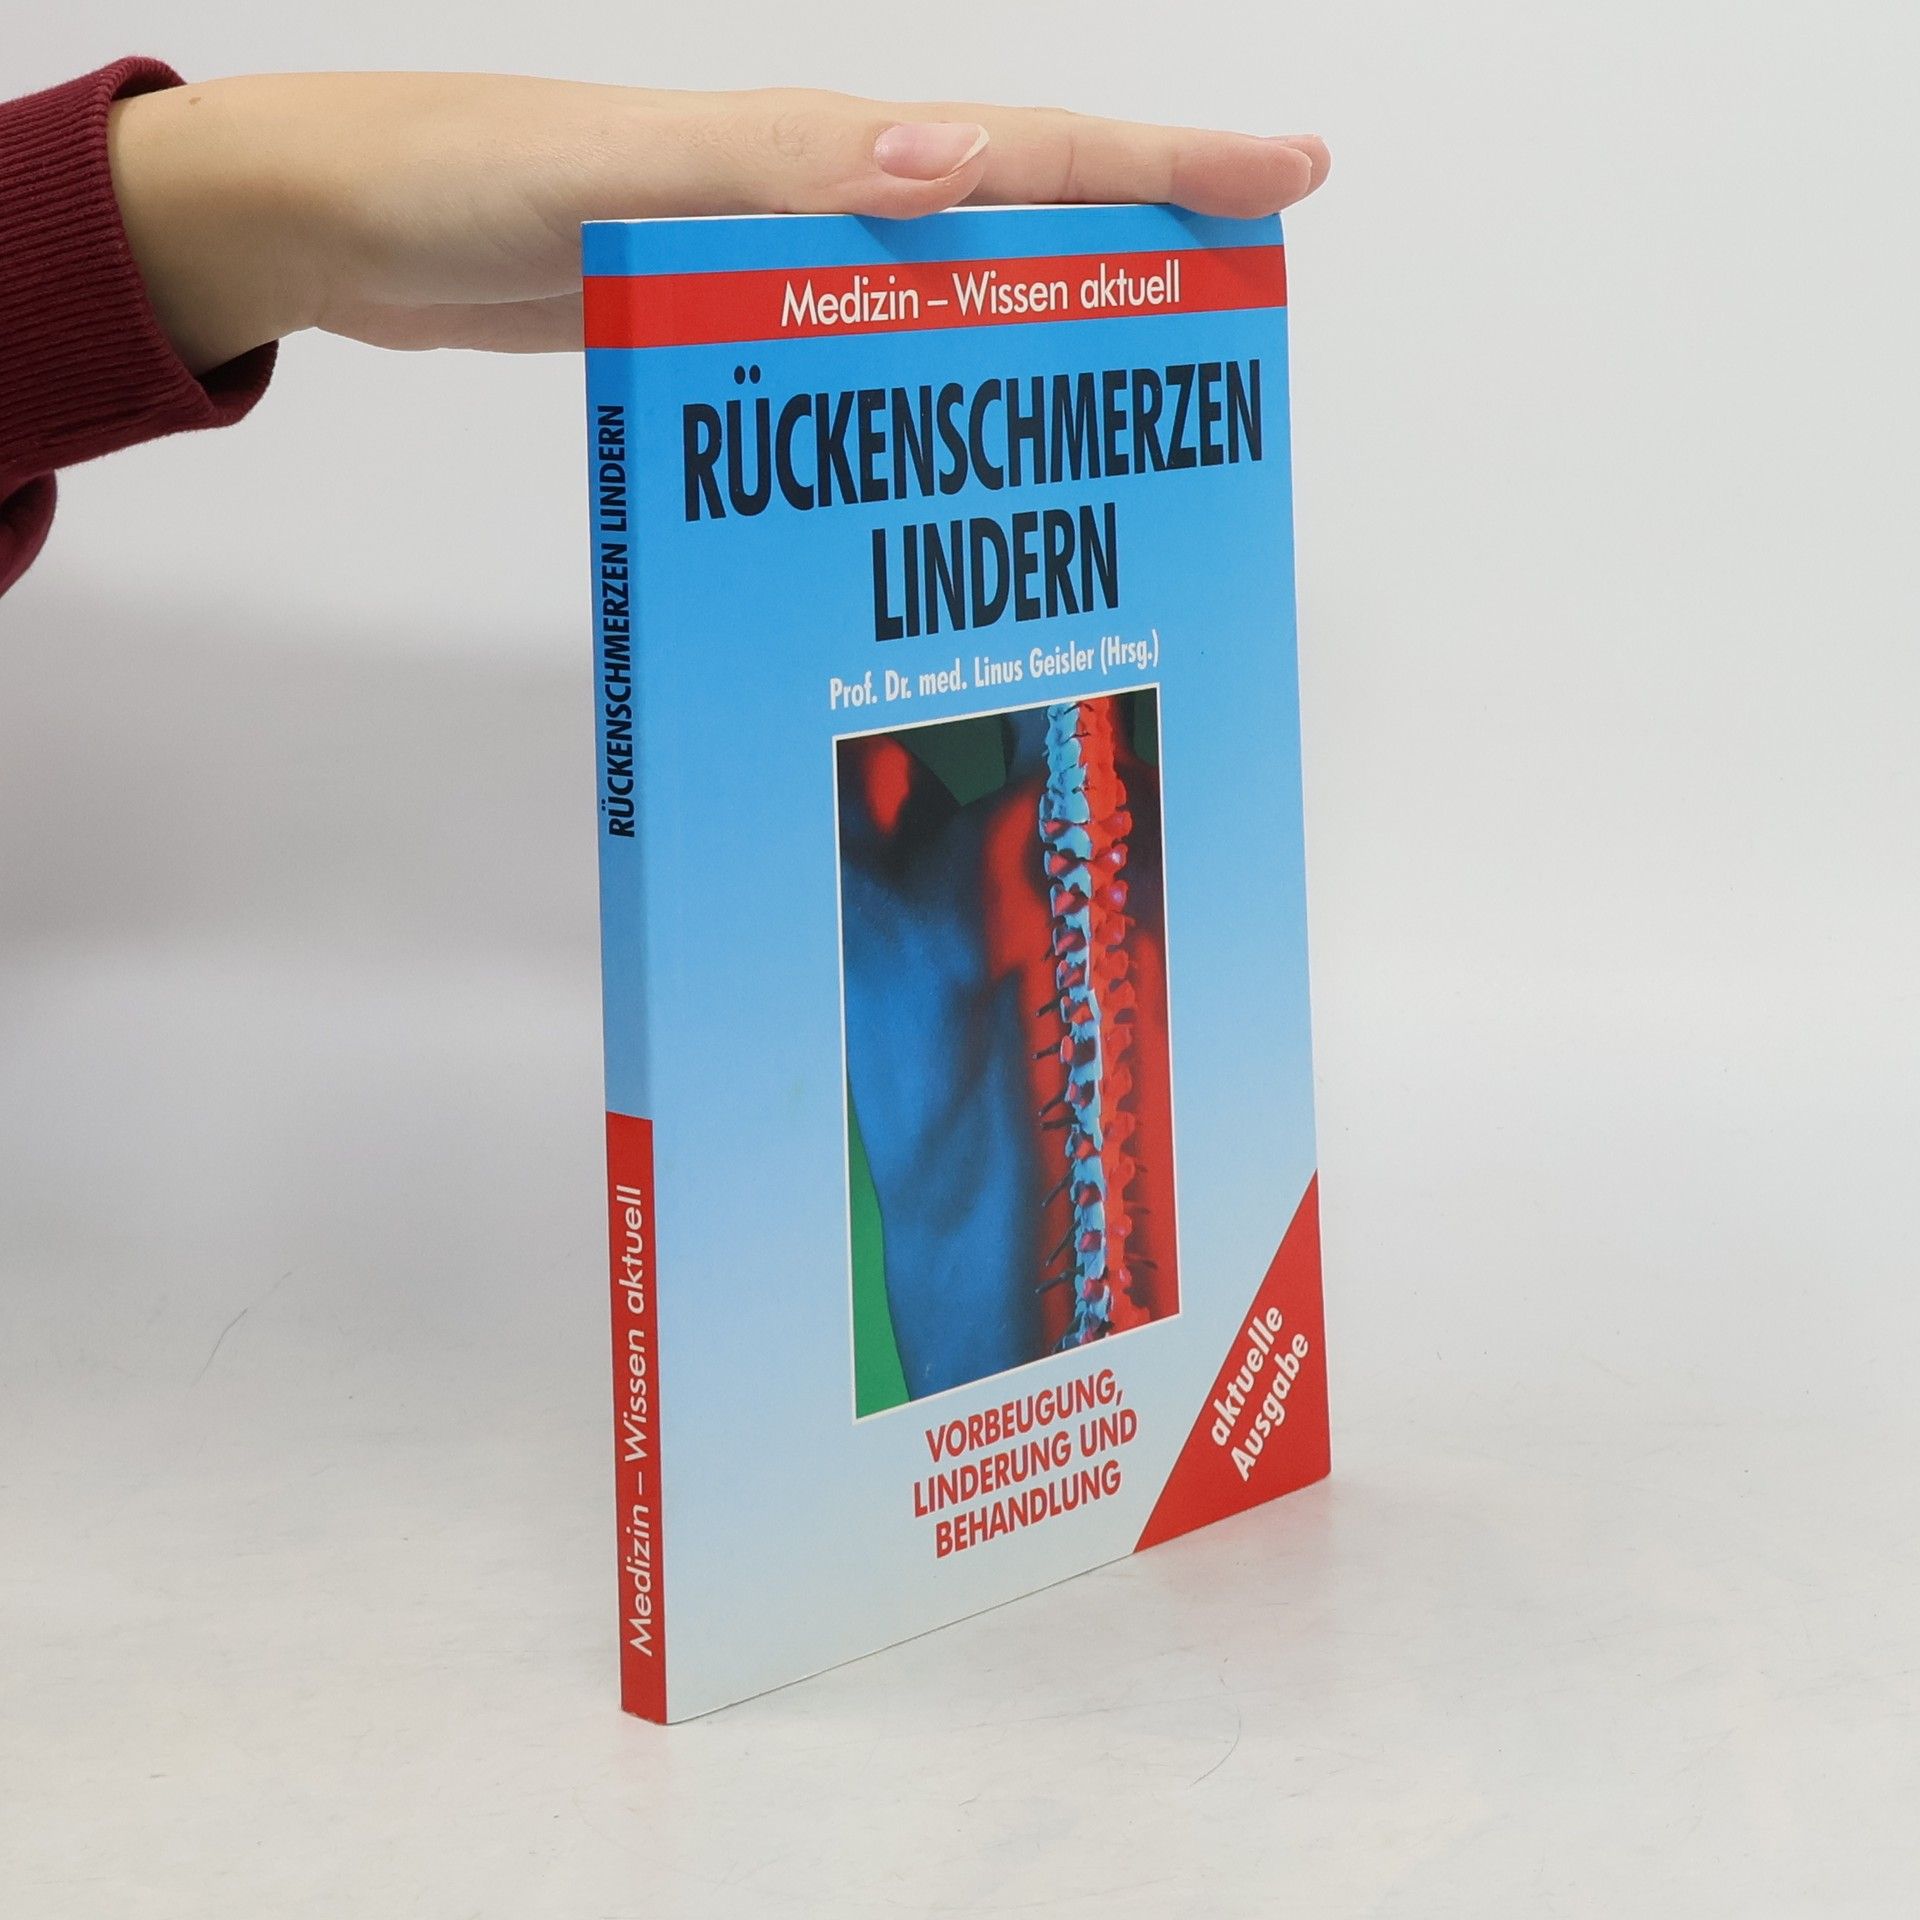 Medizin – Wissen aktuell
RÜCKENSCHMERZEN
LINDERN
Prof. Dr. med. Linus Geisler (Hrsg.)
VORBEUGUNG,
LINDERUNG UND
BEHANDLUNG
aktuelle
Ausgabe
RÜCKENSCHMERZEN LINDERN
Medizin – Wissen aktuell